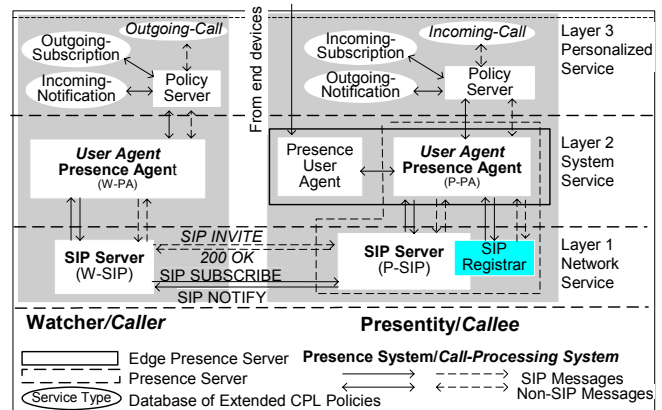 Outgoing-Call
Outgoing-
Subscription
Incoming-
Notification
Policy
Server
From end devices
Incoming-Call
Incoming-
Subscription
Outgoing-
Notification
Policy
Server
Layer 3
Personalized
Service
User Agent
Presence Agent
(W-PA)
Presence
User
Agent
User Agent
Presence Agent
(P-PA)
Layer 2
System
Service
SIP Server
(W-SIP)
SIP INVITE
200 OK
SIP SUBSCRIBE
SIP NOTIFY
SIP Server
(P-SIP)
SIP
Registrar
Layer 1
Network
Service
Watcher/Caller
Presentity/Callee
Edge Presence Server
Presence Server
Service Type
Database of Extended CPL Policies
Presence System/Call-Processing System
SIP Messages
Non-SIP Messages